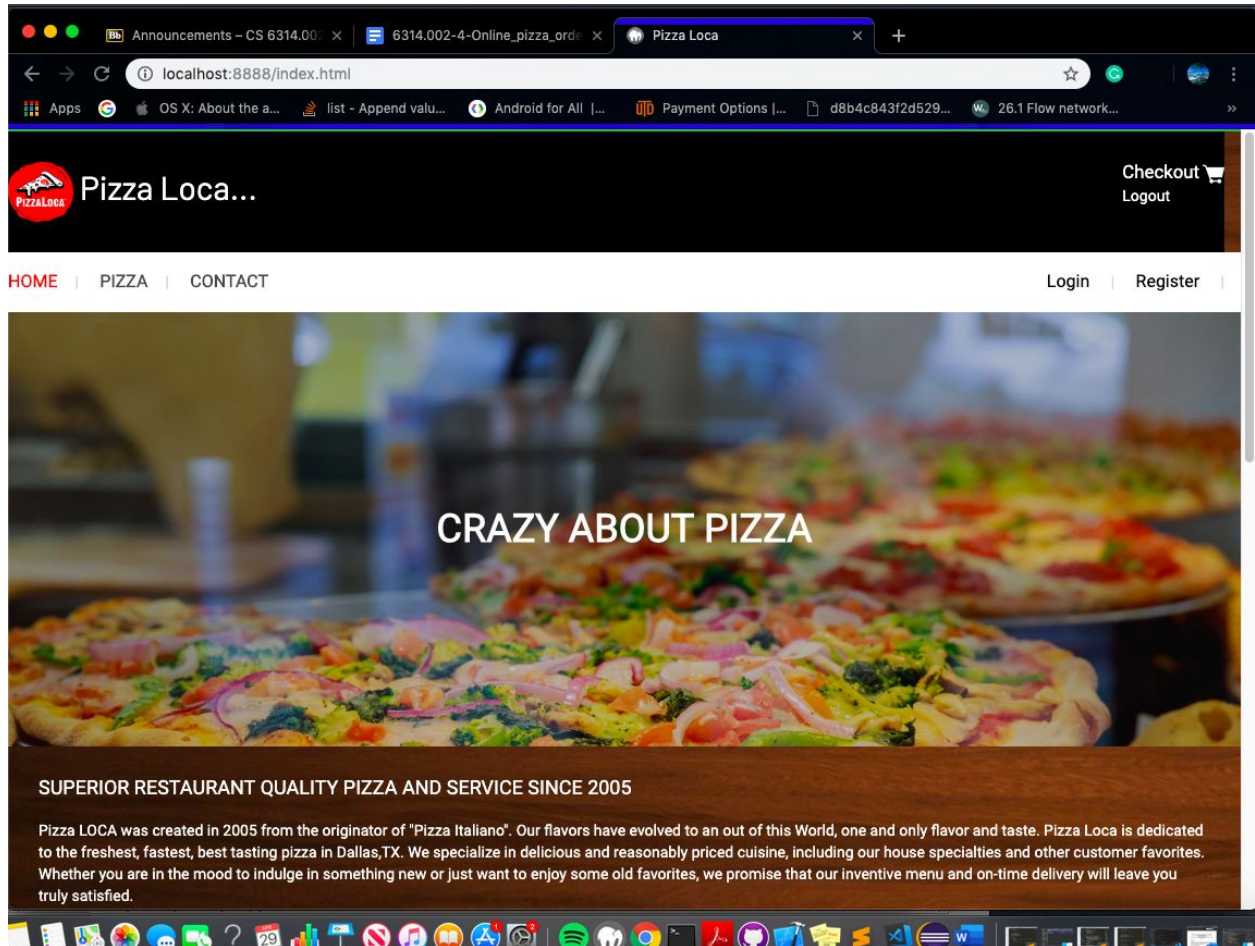 Announcements – CS 6314.00
6314.002-4-Online_pizza_orde
Pizza Loca
localhost:8888/index.html
Apps
OS X: About the a...
list - Append valu...
Android for All |...
Payment Options |...
d8b4c843f2d529...
26.1 Flow network...
»
PIZZALOCA
Pizza Loca...
Checkout
Logout
HOME | PIZZA | CONTACT
Login | Register |
CRAZY ABOUT PIZZA
SUPERIOR RESTAURANT QUALITY PIZZA AND SERVICE SINCE 2005
Pizza LOCA was created in 2005 from the originator of "Pizza Italiano". Our flavors have evolved to an out of this World, one and only flavor and taste. Pizza Loca is dedicated
to the freshest, fastest, best tasting pizza in Dallas,TX. We specialize in delicious and reasonably priced cuisine, including our house specialties and other customer favorites.
Whether you are in the mood to indulge in something new or just want to enjoy some old favorites, we promise that our inventive menu and on-time delivery will leave you
truly satisfied.
APR
29